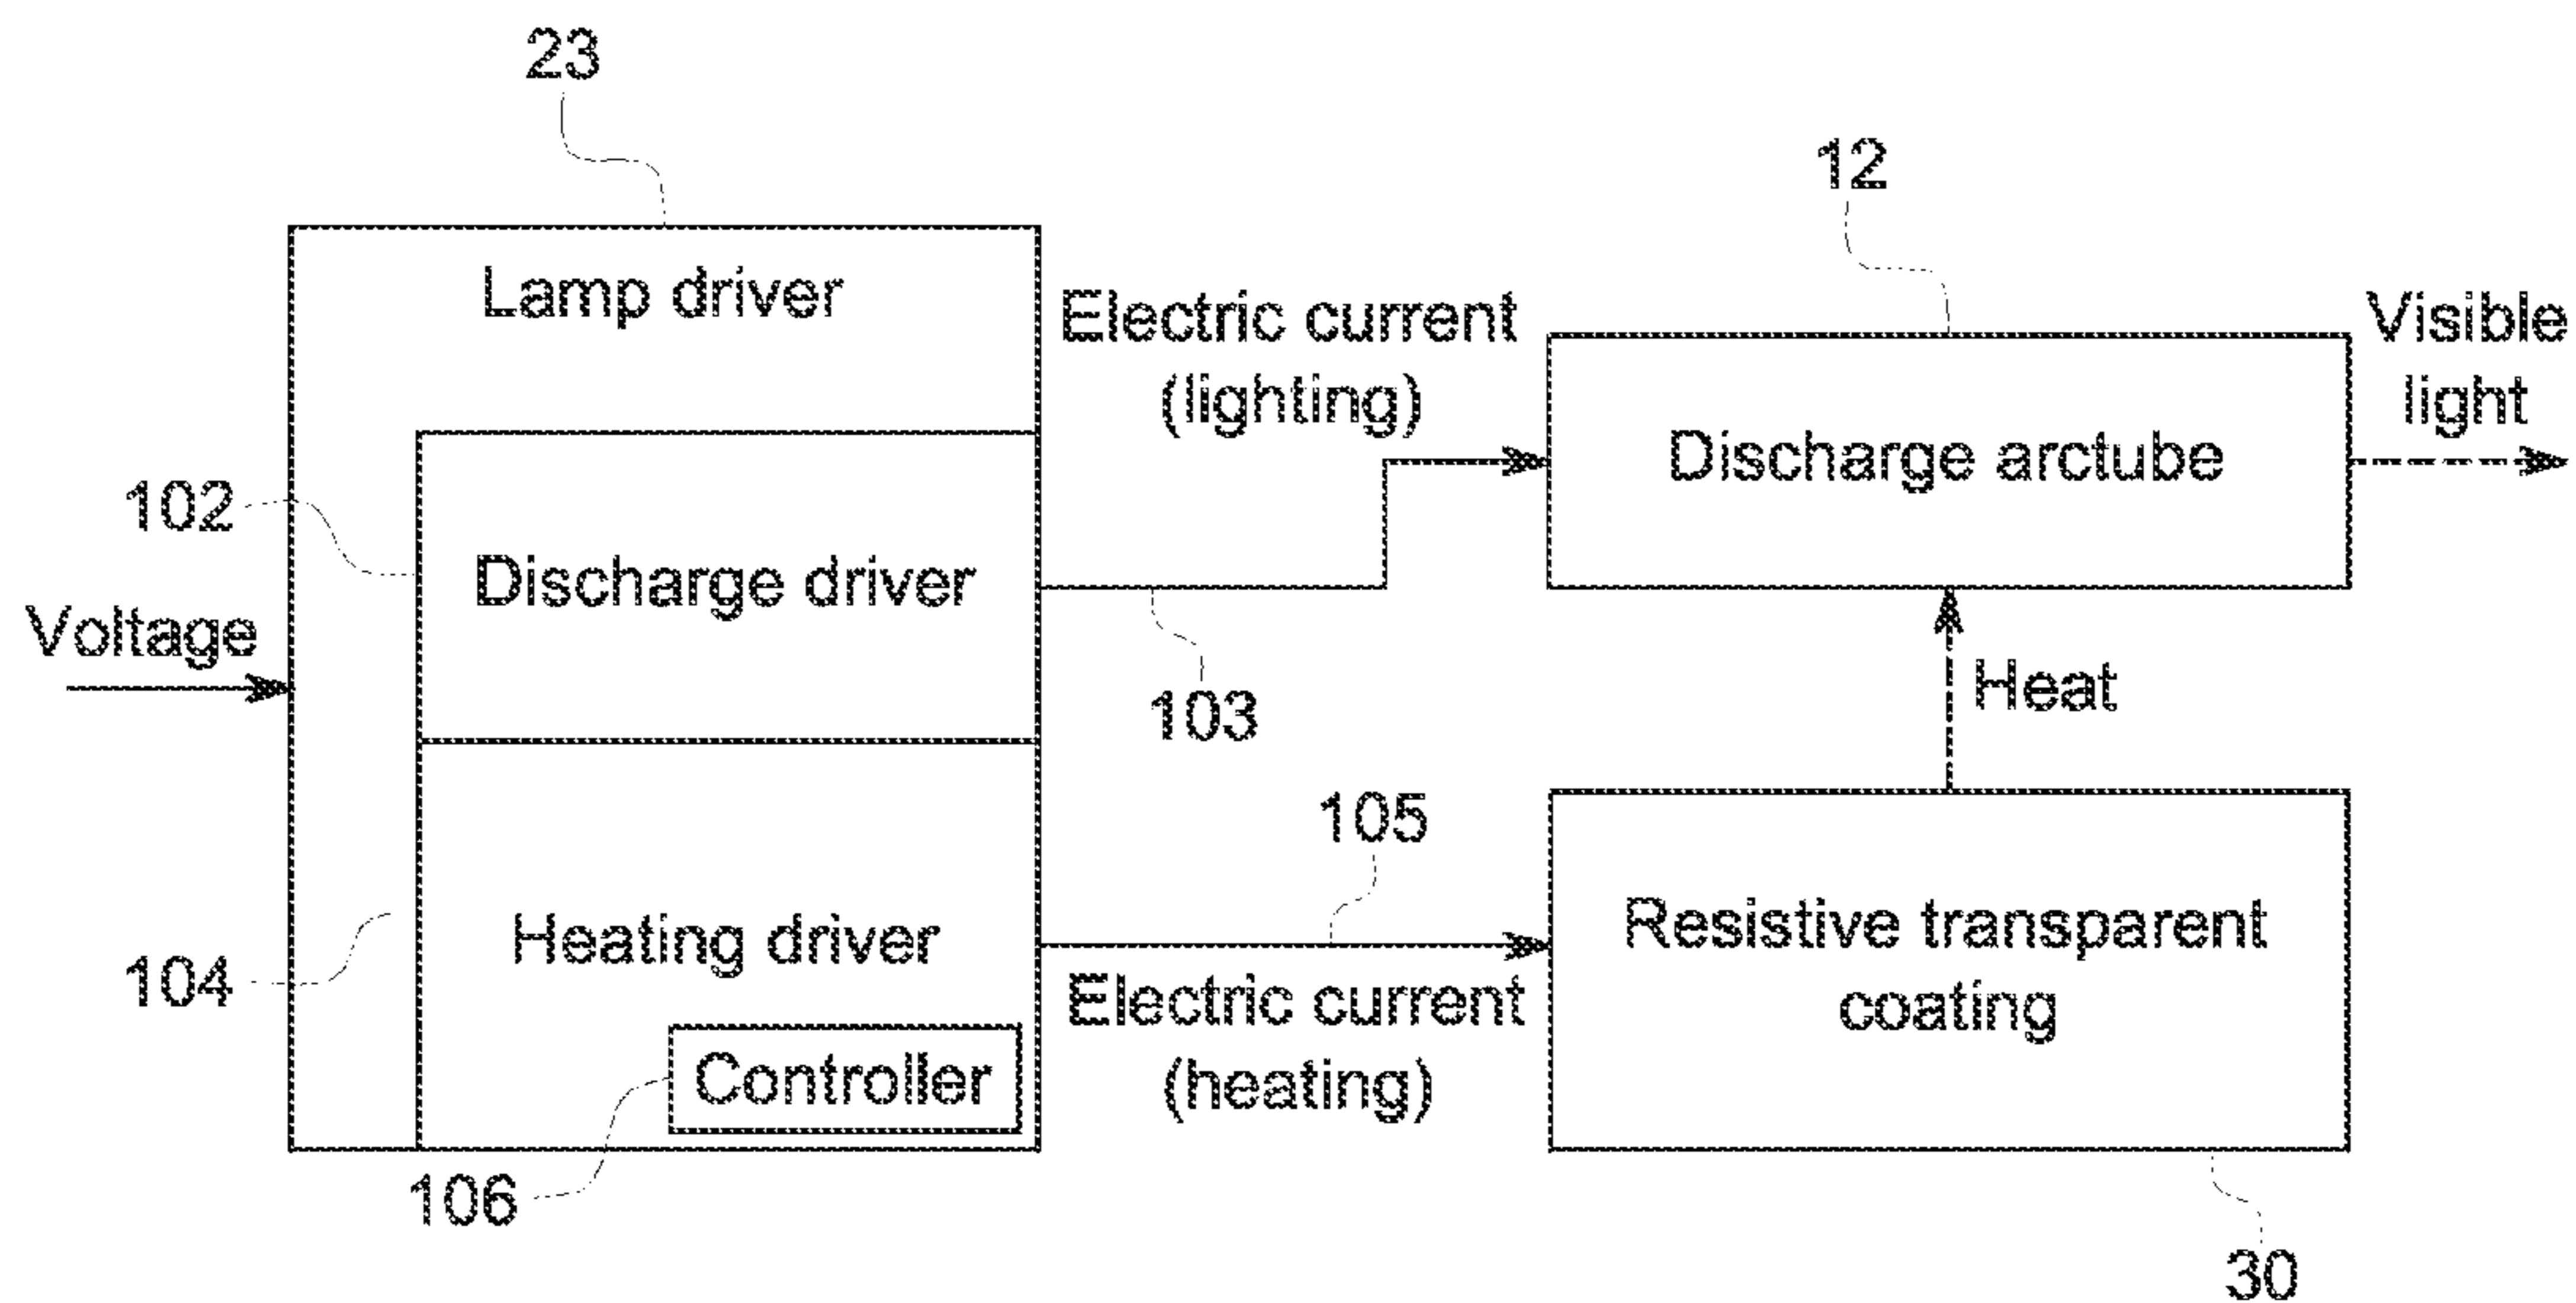 23
12
Lamp driver
Electric current
(lighting)
Visible
light
Discharge arctube
102
Discharge driver
Voltage
103
Heat
105
104
Heating driver
Resistive transparent
coating
Electric current
(heating)
Controller
106
30